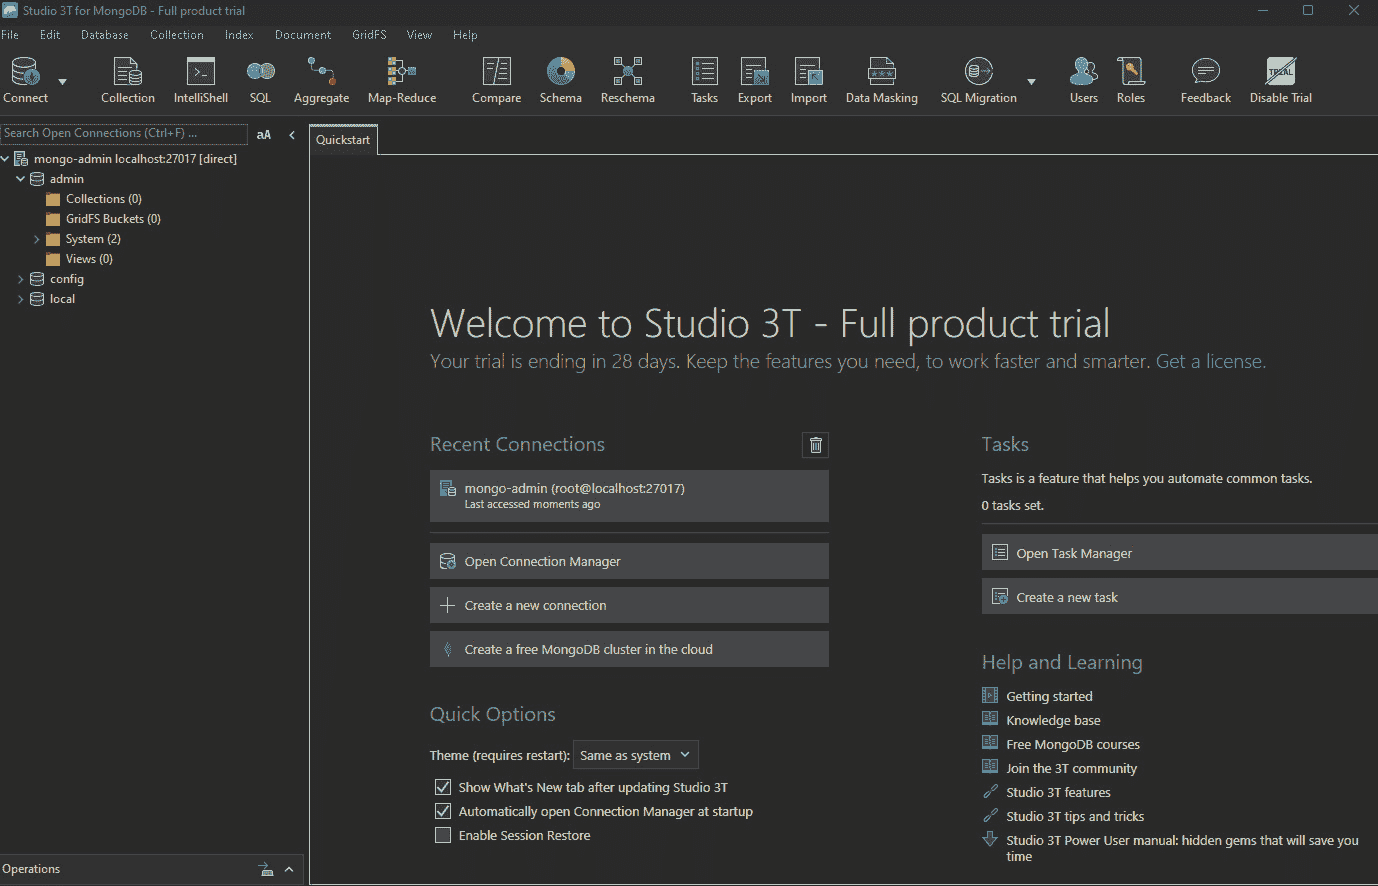 Studio 3T for MongoDB - Full product trial
File Edit Database Collection Index Document GridFS View Help
Connect Collection IntelliShell SQL Aggregate Map-Reduce Compare Schema Reschema Tasks Export Import Data Masking SQL Migration Users Roles Feedback Disable Trial
TRIAL
Search Open Connections (Ctrl+F) ... aA
Quickstart
mongo-admin localhost:27017 [direct]
admin
Collections (0)
GridFS Buckets (0)
System (2)
Views (0)
config
local
Operations
Welcome to Studio 3T - Full product trial
Your trial is ending in 28 days. Keep the features you need, to work faster and smarter. Get a license.
Recent Connections
mongo-admin (root@localhost:27017)
Last accessed moments ago
Open Connection Manager
Create a new connection
Create a free MongoDB cluster in the cloud
Quick Options
Theme (requires restart): Same as system
Show What's New tab after updating Studio 3T
Automatically open Connection Manager at startup
Enable Session Restore
Tasks
Tasks is a feature that helps you automate common tasks.
0 tasks set.
Open Task Manager
Create a new task
Help and Learning
Getting started
Knowledge base
Free MongoDB courses
Join the 3T community
Studio 3T features
Studio 3T tips and tricks
Studio 3T Power User manual: hidden gems that will save you
time